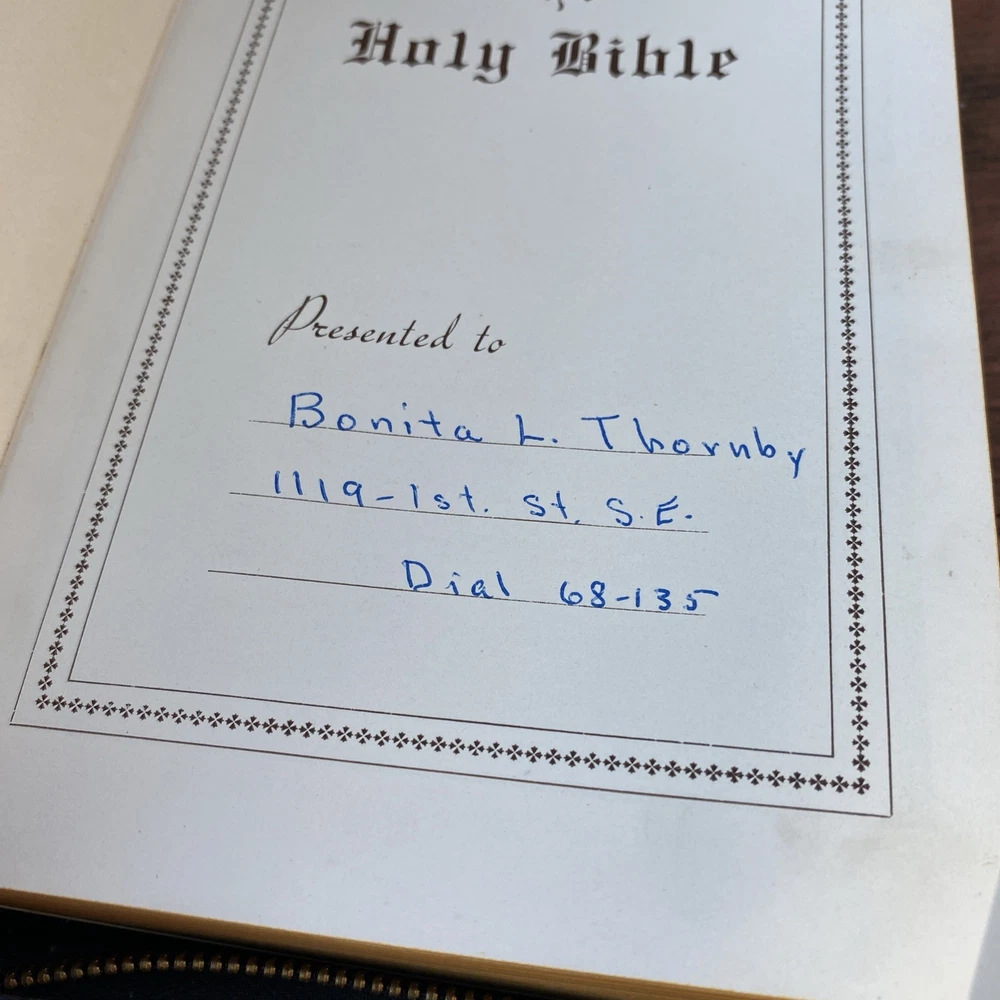 Holy Bible
Presented to
Bonita L. Thornby
1119-1st. St. S.E.
Dial 68-135